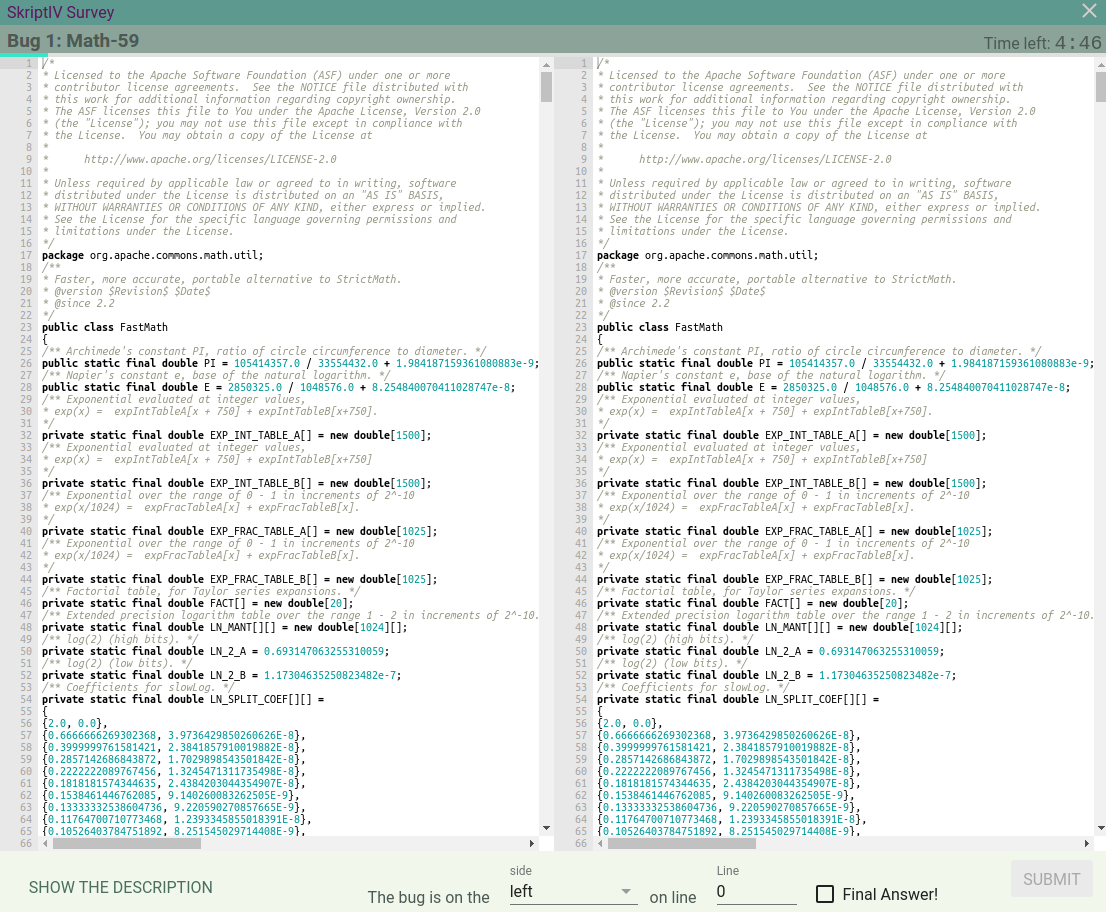 SkriptIV Survey
Bug 1: Math-59
Time left: 4:46
1 /*
2 * Licensed to the Apache Software Foundation (ASF) under one or more
3 * contributor license agreements.  See the NOTICE file distributed with
4 * this work for additional information regarding copyright ownership.
5 * The ASF licenses this file to You under the Apache License, Version 2.0
6 * (the "License"); you may not use this file except in compliance with
7 * the License.  You may obtain a copy of the License at
8 *
9 *      http://www.apache.org/licenses/LICENSE-2.0
10 *
11 * Unless required by applicable law or agreed to in writing, software
12 * distributed under the License is distributed on an "AS IS" BASIS,
13 * WITHOUT WARRANTIES OR CONDITIONS OF ANY KIND, either express or implied.
14 * See the License for the specific language governing permissions and
15 * limitations under the License.
16 */
17 package org.apache.commons.math.util;
18 /**
19 * Faster, more accurate, portable alternative to StrictMath.
20 * @version $Revision$ $Date$
21 * @since 2.2
22 */
23 public class FastMath
24 {
25 /** Archimede's constant PI, ratio of circle circumference to diameter. */
26 public static final double PI = 105414357.0 / 33554432.0 + 1.984187159361080883e-9;
27 /** Napier's constant e, base of the natural logarithm. */
28 public static final double E = 2850325.0 / 1048576.0 + 8.254840070411028747e-8;
29 /** Exponential evaluated at integer values,
30 * exp(x) =  expIntTableA[x + 750] + expIntTableB[x+750].
31 */
32 private static final double EXP_INT_TABLE_A[] = new double[1500];
33 /** Exponential evaluated at integer values,
34 * exp(x) =  expIntTableA[x + 750] + expIntTableB[x+750]
35 */
36 private static final double EXP_INT_TABLE_B[] = new double[1500];
37 /** Exponential over the range of 0 - 1 in increments of 2^-10
38 * exp(x/1024) =  expFracTableA[x] + expFracTableB[x].
39 */
40 private static final double EXP_FRAC_TABLE_A[] = new double[1025];
41 /** Exponential over the range of 0 - 1 in increments of 2^-10
42 * exp(x/1024) =  expFracTableA[x] + expFracTableB[x].
43 */
44 private static final double EXP_FRAC_TABLE_B[] = new double[1025];
45 /** Factorial table, for Taylor series expansions. */
46 private static final double FACT[] = new double[20];
47 /** Extended precision logarithm table over the range 1 - 2 in increments of 2^-10.
48 private static final double LN_MANT[][] = new double[1024][];
49 /** log(2) (high bits). */
50 private static final double LN_2_A = 0.693147063255310059;
51 /** log(2) (low bits). */
52 private static final double LN_2_B = 1.17304635250823482e-7;
53 /** Coefficients for slowLog. */
54 private static final double LN_SPLIT_COEF[][] =
55 {
56 {2.0, 0.0},
57 {0.6666666269302368, 3.9736429850260626E-8},
58 {0.3999999761581421, 2.3841857910019882E-8},
59 {0.2857142686843872, 1.7029898543501842E-8},
60 {0.2222222089767456, 1.3245471311735498E-8},
61 {0.1818181574344635, 2.4384203044354907E-8},
62 {0.1538461446762085, 9.140260083262505E-9},
63 {0.13333332538604736, 9.220590270857665E-9},
64 {0.11764700710773468, 1.2393345855018391E-8},
65 {0.10526403784751892, 8.251545029714408E-9},
66
1 /*
2 * Licensed to the Apache Software Foundation (ASF) under one or more
3 * contributor license agreements.  See the NOTICE file distributed with
4 * this work for additional information regarding copyright ownership.
5 * The ASF licenses this file to You under the Apache License, Version 2.0
6 * (the "License"); you may not use this file except in compliance with
7 * the License.  You may obtain a copy of the License at
8 *
9 *      http://www.apache.org/licenses/LICENSE-2.0
10 *
11 * Unless required by applicable law or agreed to in writing, software
12 * distributed under the License is distributed on an "AS IS" BASIS,
13 * WITHOUT WARRANTIES OR CONDITIONS OF ANY KIND, either express or implied.
14 * See the License for the specific language governing permissions and
15 * limitations under the License.
16 */
17 package org.apache.commons.math.util;
18 /**
19 * Faster, more accurate, portable alternative to StrictMath.
20 * @version $Revision$ $Date$
21 * @since 2.2
22 */
23 public class FastMath
24 {
25 /** Archimede's constant PI, ratio of circle circumference to diameter. */
26 public static final double PI = 105414357.0 / 33554432.0 + 1.984187159361080883e-9;
27 /** Napier's constant e, base of the natural logarithm. */
28 public static final double E = 2850325.0 / 1048576.0 + 8.254840070411028747e-8;
29 /** Exponential evaluated at integer values,
30 * exp(x) =  expIntTableA[x + 750] + expIntTableB[x+750].
31 */
32 private static final double EXP_INT_TABLE_A[] = new double[1500];
33 /** Exponential evaluated at integer values,
34 * exp(x) =  expIntTableA[x + 750] + expIntTableB[x+750]
35 */
36 private static final double EXP_INT_TABLE_B[] = new double[1500];
37 /** Exponential over the range of 0 - 1 in increments of 2^-10
38 * exp(x/1024) =  expFracTableA[x] + expFracTableB[x].
39 */
40 private static final double EXP_FRAC_TABLE_A[] = new double[1025];
41 /** Exponential over the range of 0 - 1 in increments of 2^-10
42 * exp(x/1024) =  expFracTableA[x] + expFracTableB[x].
43 */
44 private static final double EXP_FRAC_TABLE_B[] = new double[1025];
45 /** Factorial table, for Taylor series expansions. */
46 private static final double FACT[] = new double[20];
47 /** Extended precision logarithm table over the range 1 - 2 in increments of 2^-10.
48 private static final double LN_MANT[][] = new double[1024][];
49 /** log(2) (high bits). */
50 private static final double LN_2_A = 0.693147063255310059;
51 /** log(2) (low bits). */
52 private static final double LN_2_B = 1.17304635250823482e-7;
53 /** Coefficients for slowLog. */
54 private static final double LN_SPLIT_COEF[][] =
55 {
56 {2.0, 0.0},
57 {0.6666666269302368, 3.9736429850260626E-8},
58 {0.3999999761581421, 2.3841857910019882E-8},
59 {0.2857142686843872, 1.7029898543501842E-8},
60 {0.2222222089767456, 1.3245471311735498E-8},
61 {0.1818181574344635, 2.4384203044354907E-8},
62 {0.1538461446762085, 9.140260083262505E-9},
63 {0.13333332538604736, 9.220590270857665E-9},
64 {0.11764700710773468, 1.2393345855018391E-8},
65 {0.10526403784751892, 8.251545029714408E-9},
66
SHOW THE DESCRIPTION
The bug is on the
side
left
on line
Line
0
Final Answer!
SUBMIT